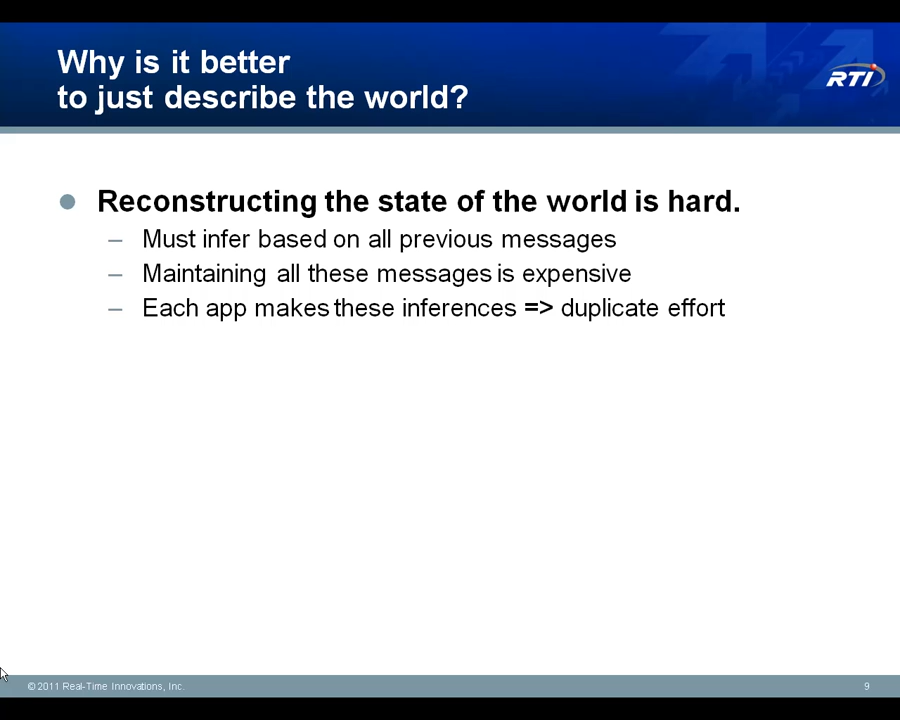 Why is it better
to just describe the world?
RTI
Reconstructing the state of the world is hard.
– Must infer based on all previous messages
– Maintaining all these messages is expensive
– Each app makes these inferences => duplicate effort
© 2011 Real-Time Innovations, Inc.
9